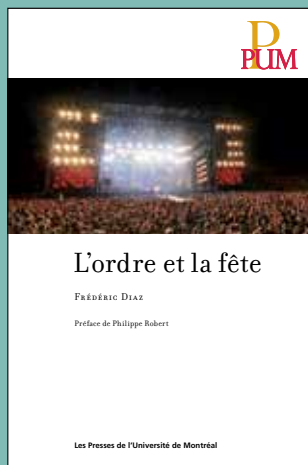 P
PUM
L'ordre et la fête
Frédéric Diaz
Préface de Philippe Robert
Les Presses de l'Université de Montréal